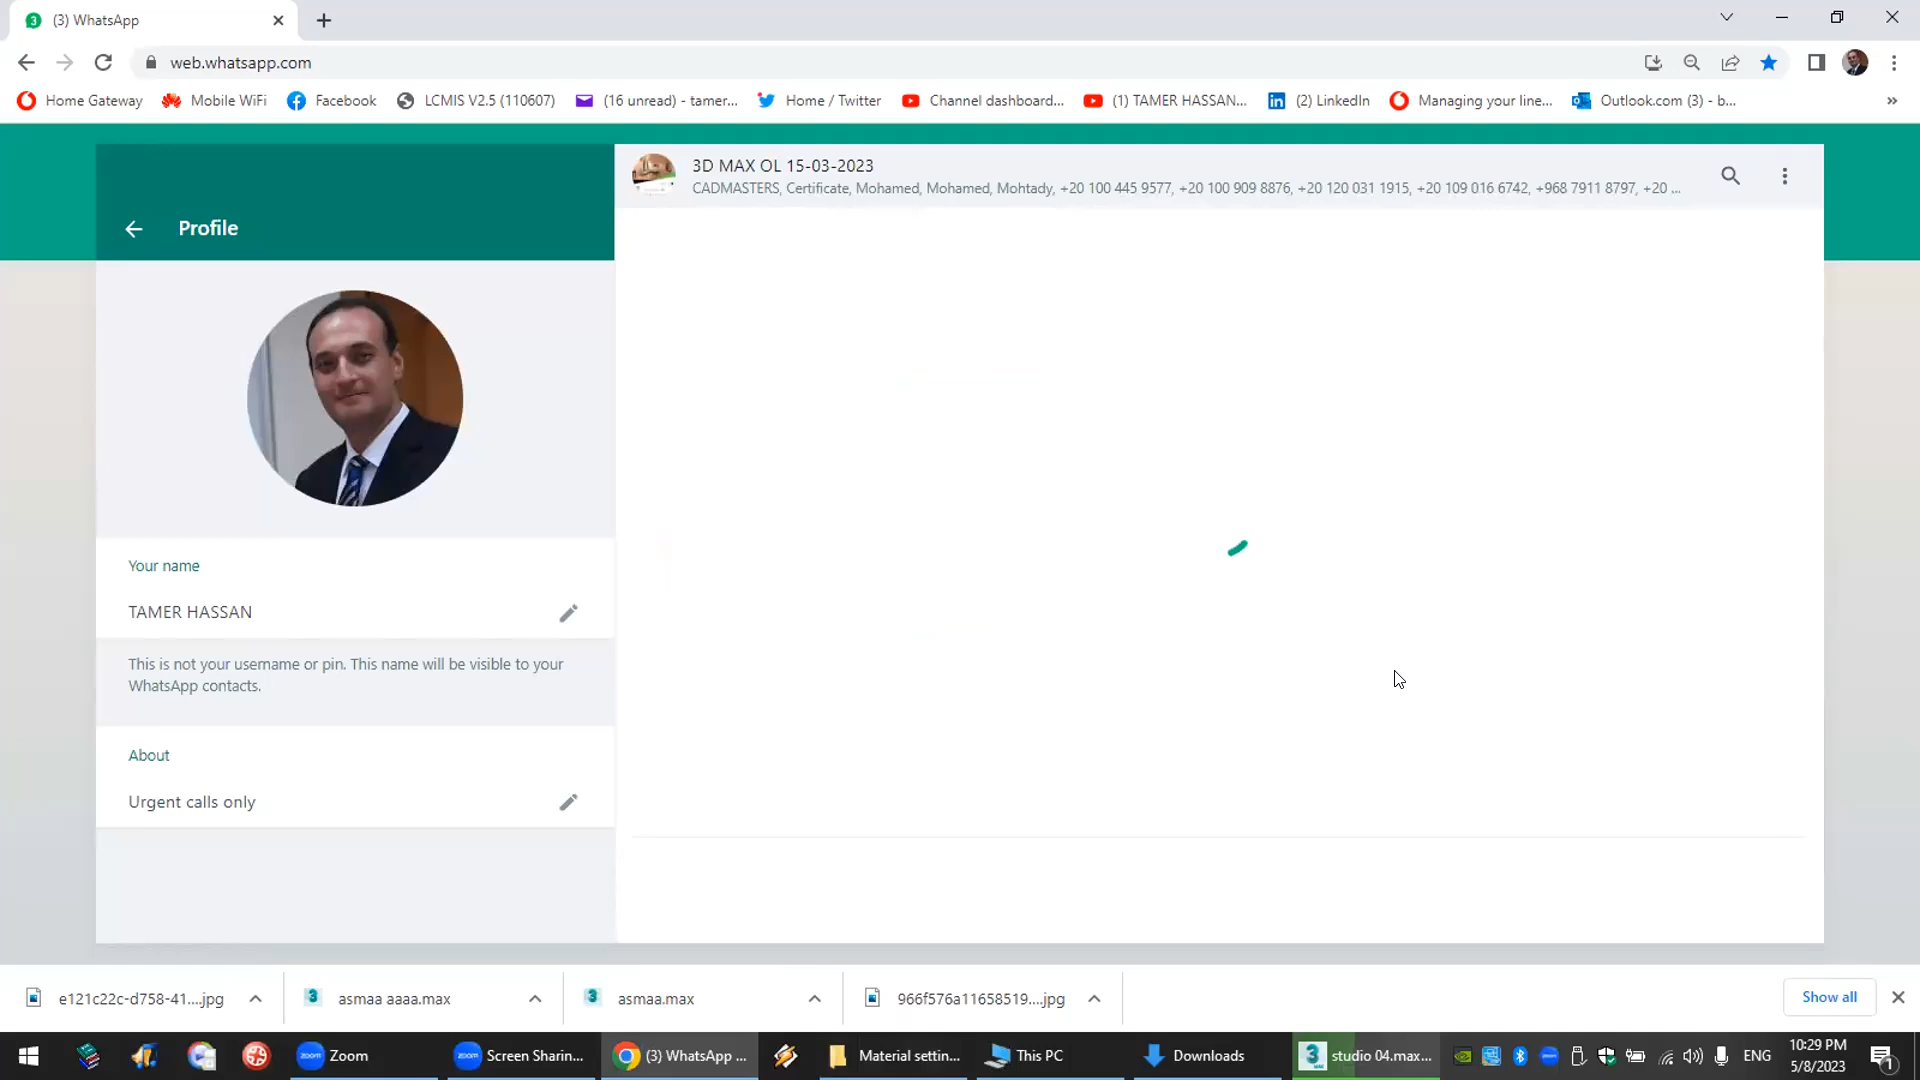 (3) WhatsApp
web.whatsapp.com
Home Gateway
Mobile WiFi
Facebook
LCMIS V2.5 (110607)
(16 unread) - tamer...
Home / Twitter
Channel dashboard...
(1) TAMER HASSAN...
(2) LinkedIn
Managing your line...
Outlook.com (3) - b...
»
Profile
3D MAX OL 15-03-2023
CADMASTERS, Certificate, Mohamed, Mohamed, Mohtady, +20 100 445 9577, +20 100 909 8876, +20 120 031 1915, +20 109 016 6742, +968 7911 8797, +20 ...
Your name
TAMER HASSAN
This is not your username or pin. This name will be visible to your
WhatsApp contacts.
About
Urgent calls only
e121c22c-d758-41....jpg
asmaa aaaa.max
asmaa.max
966f576a11658519....jpg
Show all
Zoom
Screen Sharin...
(3) WhatsApp ...
Material settin...
This PC
Downloads
studio 04.max...
ENG
10:29 PM
5/8/2023
1